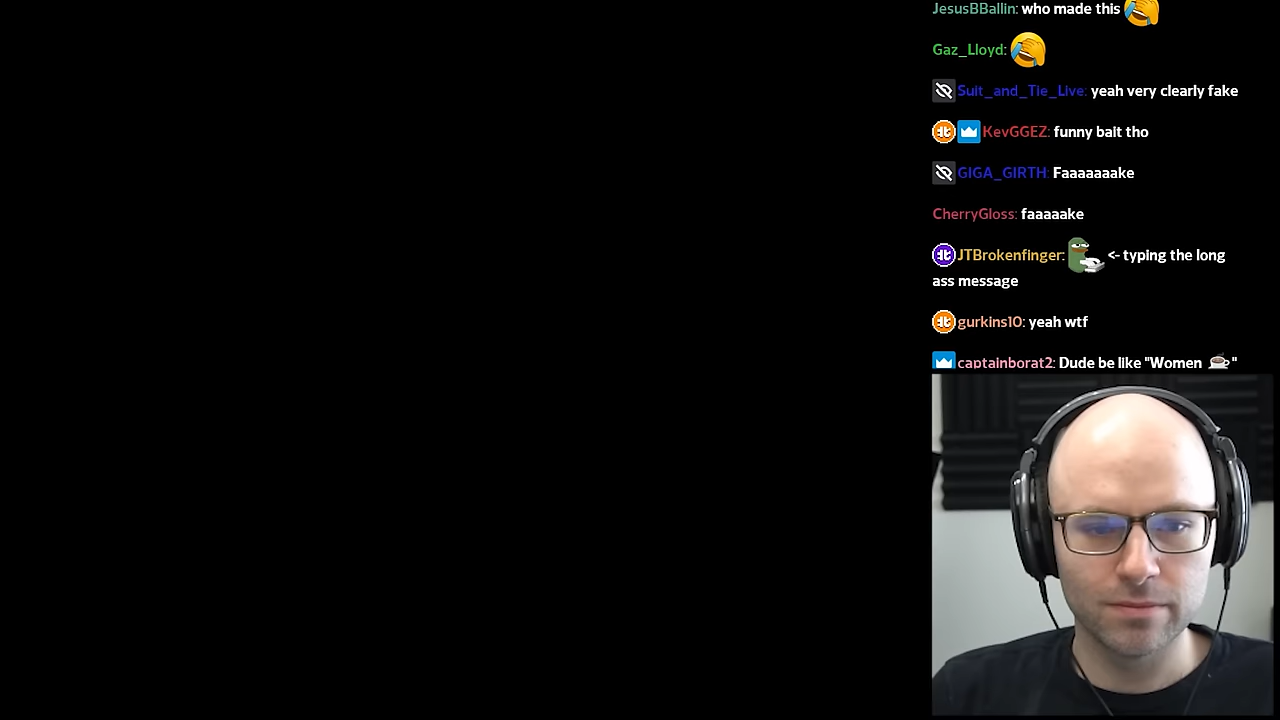 JesusBBallin: who made this
Gaz_Lloyd:
Suit_and_Tie_Live: yeah very clearly fake
KevGGEZ: funny bait tho
GIGA_GIRTH: Faaaaaaake
CherryGloss: faaaaake
JTBrokenfinger: <- typing the long
ass message
gurkins10: yeah wtf
captainborat2: Dude be like "Women ☕"